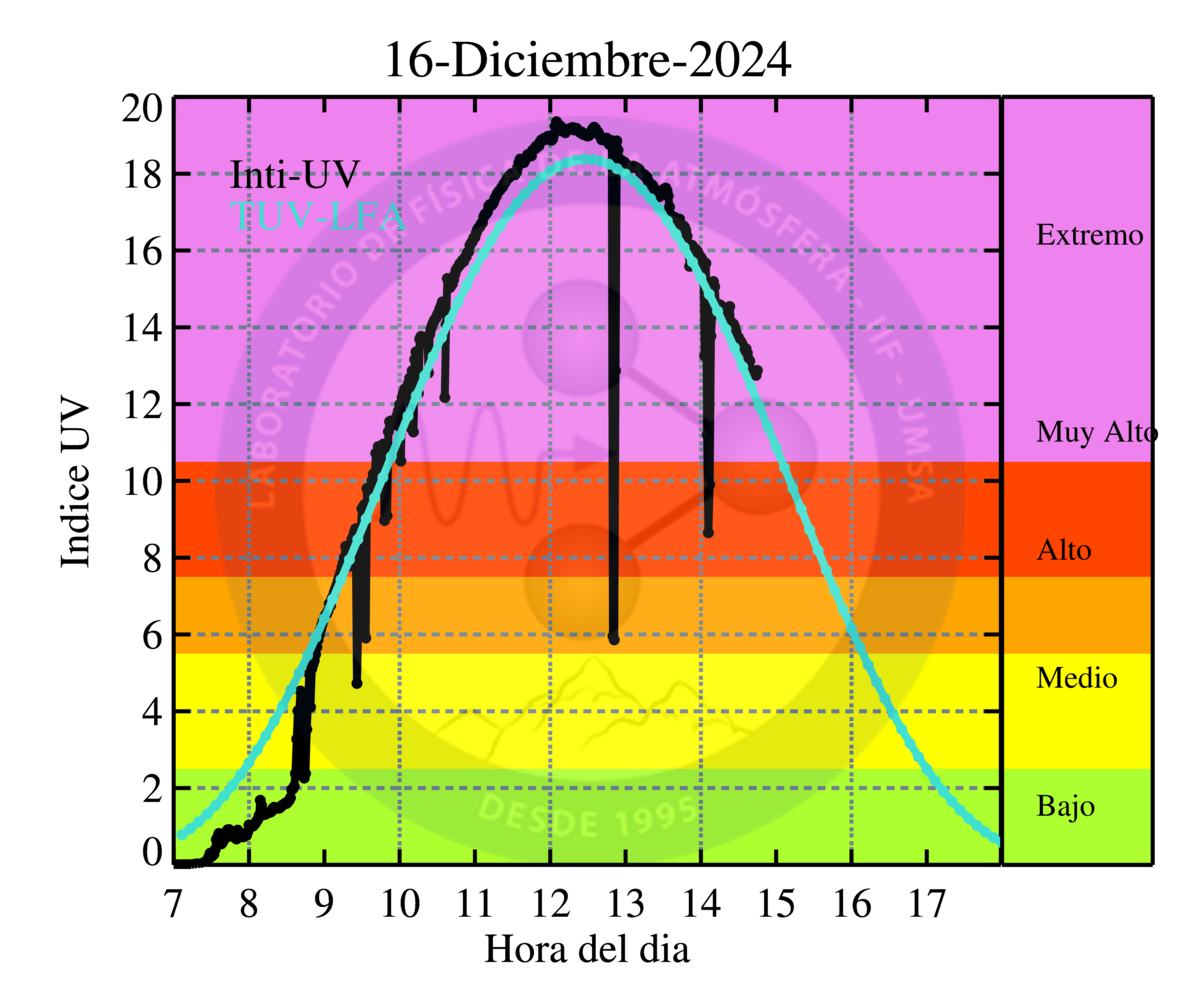 16-Diciembre-2024
20
18
16
14
12
10
8
6
4
2
0
Indice UV
Inti-UV
TUV-LFA
LABORATORIO DE FÍSICA DE LA ATMÓSFERA - IIF - UMSA
DESDE 1995
Extremo
Muy Alto
Alto
Medio
Bajo
7 8 9 10 11 12 13 14 15 16 17
Hora del dia